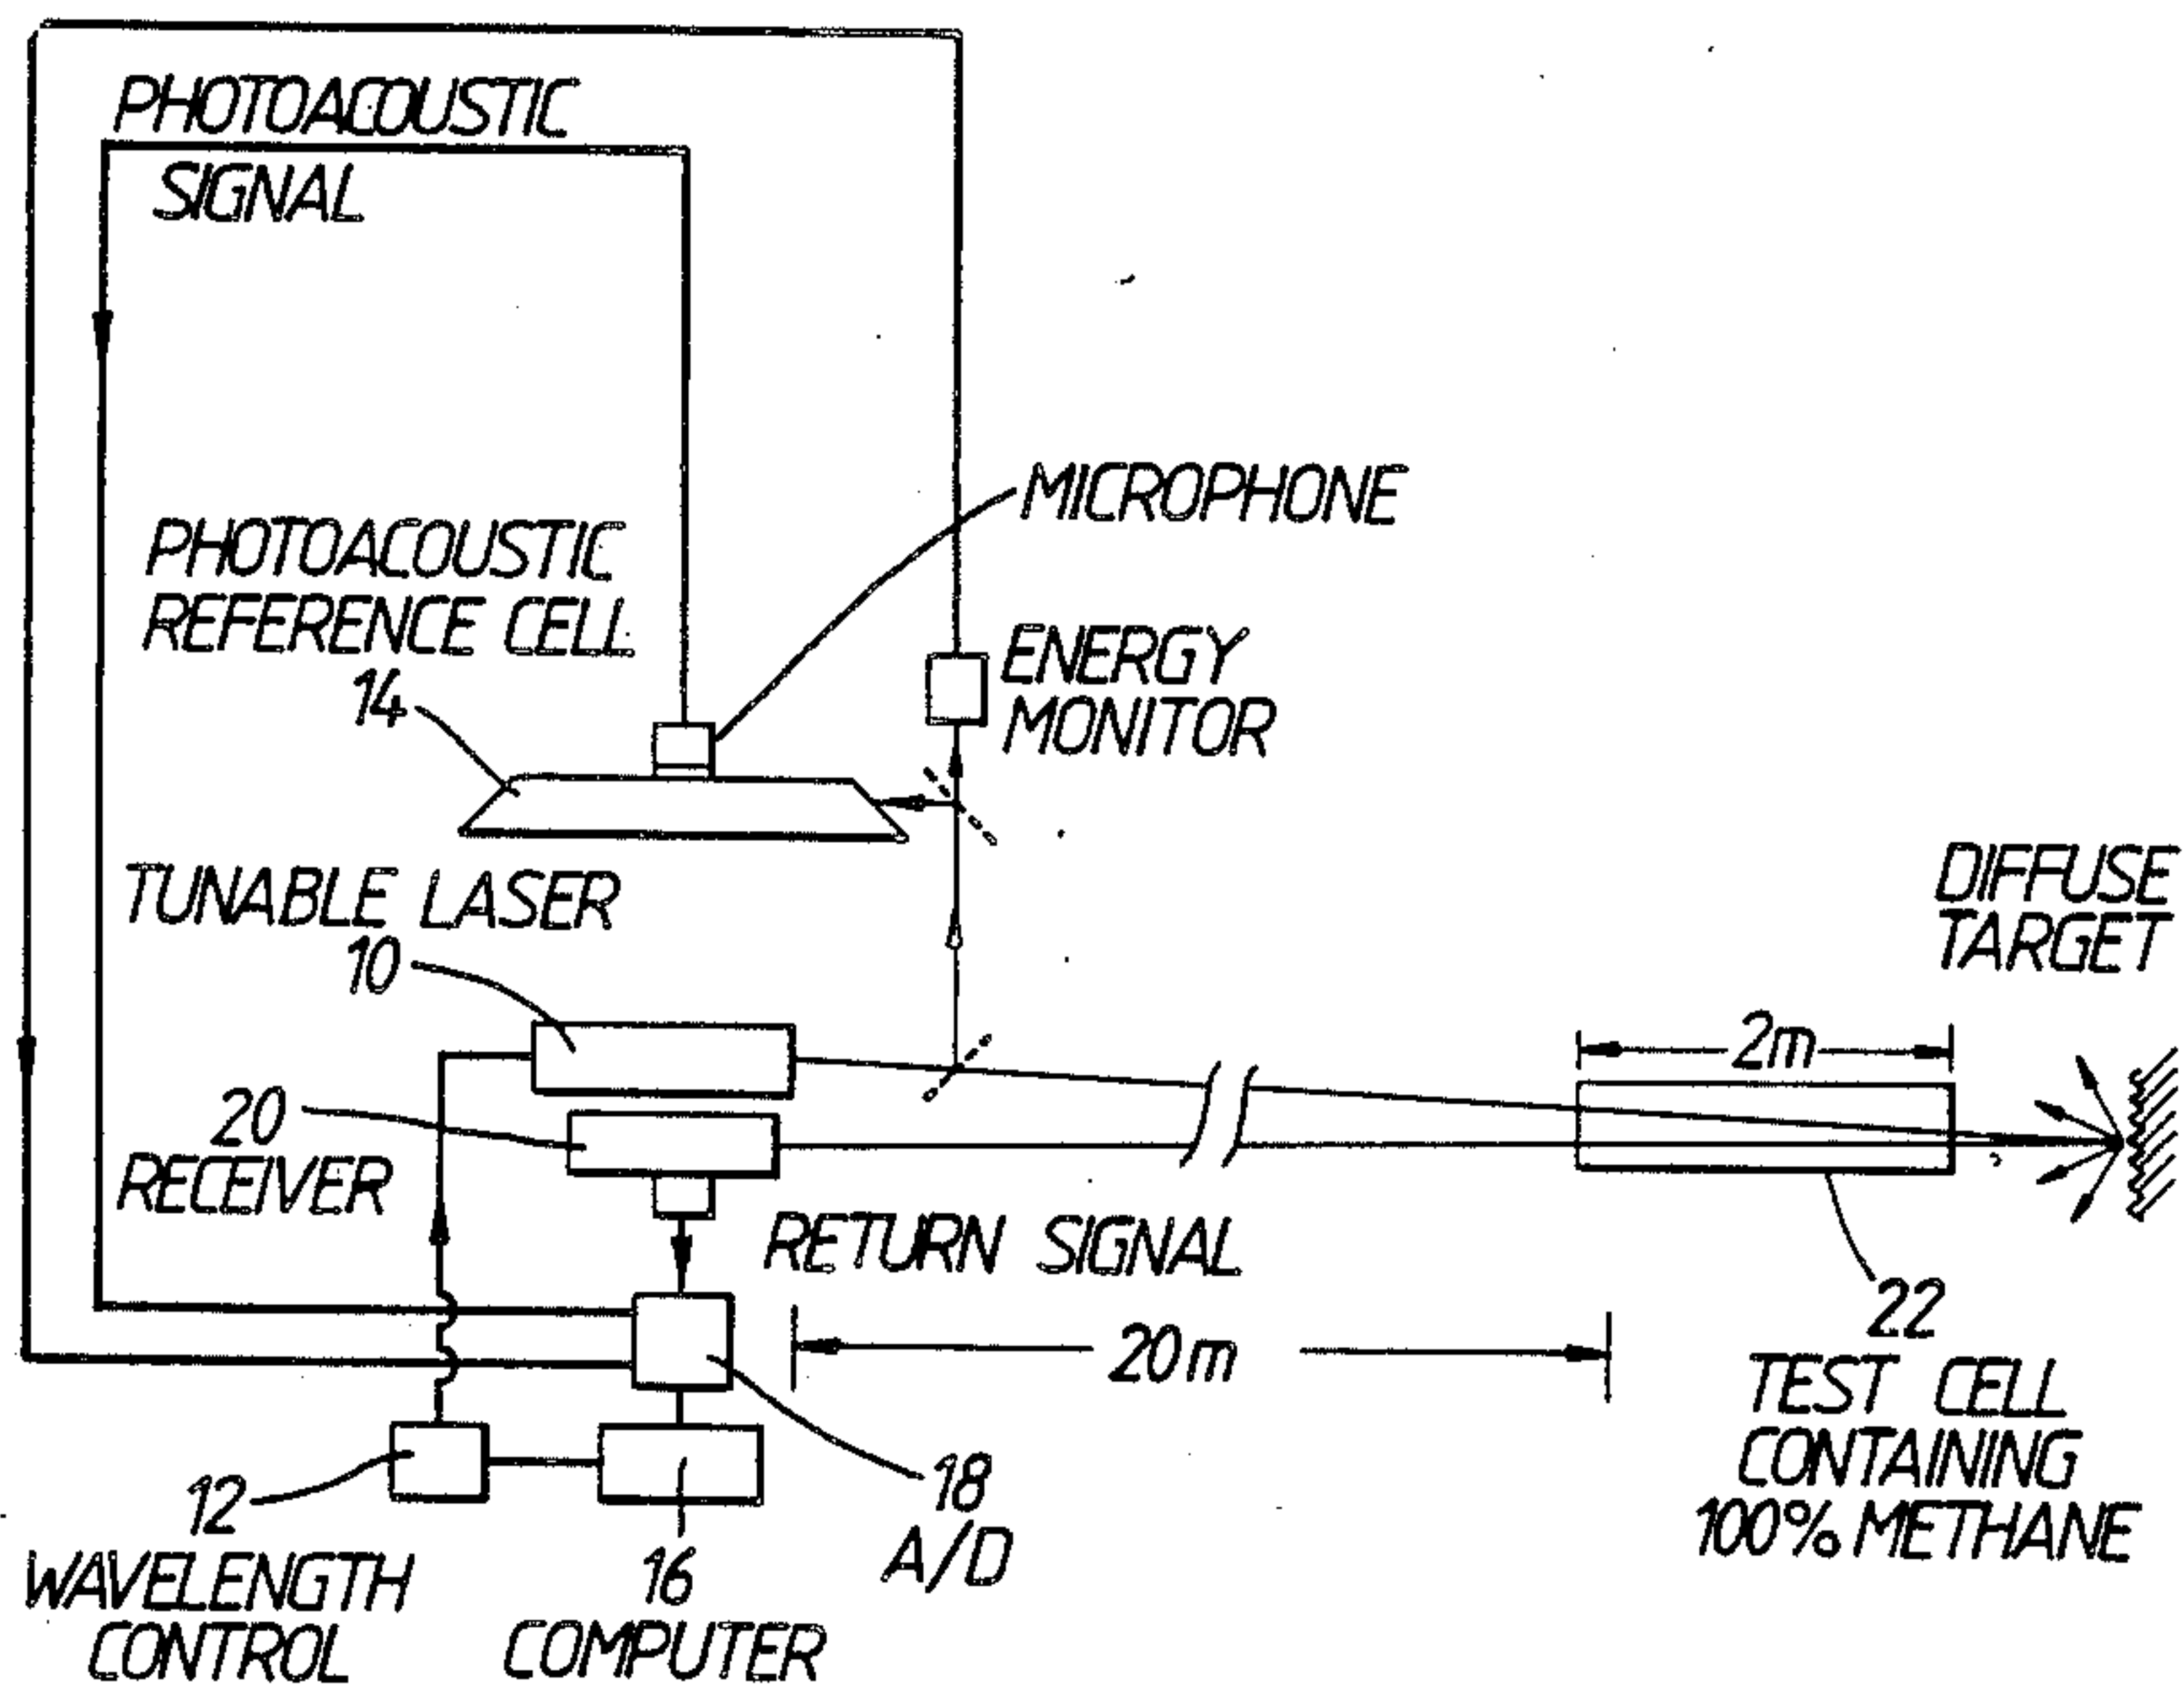 PHOTOACOUSTIC
SIGNAL
MICROPHONE
PHOTOACOUSTIC
REFERENCE CELL
14
ENERGY
MONITOR
TUNABLE LASER
10
DIFFUSE
TARGET
2m
20
RECEIVER
RETURN SIGNAL
20m
22
TEST CELL
CONTAINING
100% METHANE
18
A/D
12
WAVELENGTH
CONTROL
16
COMPUTER